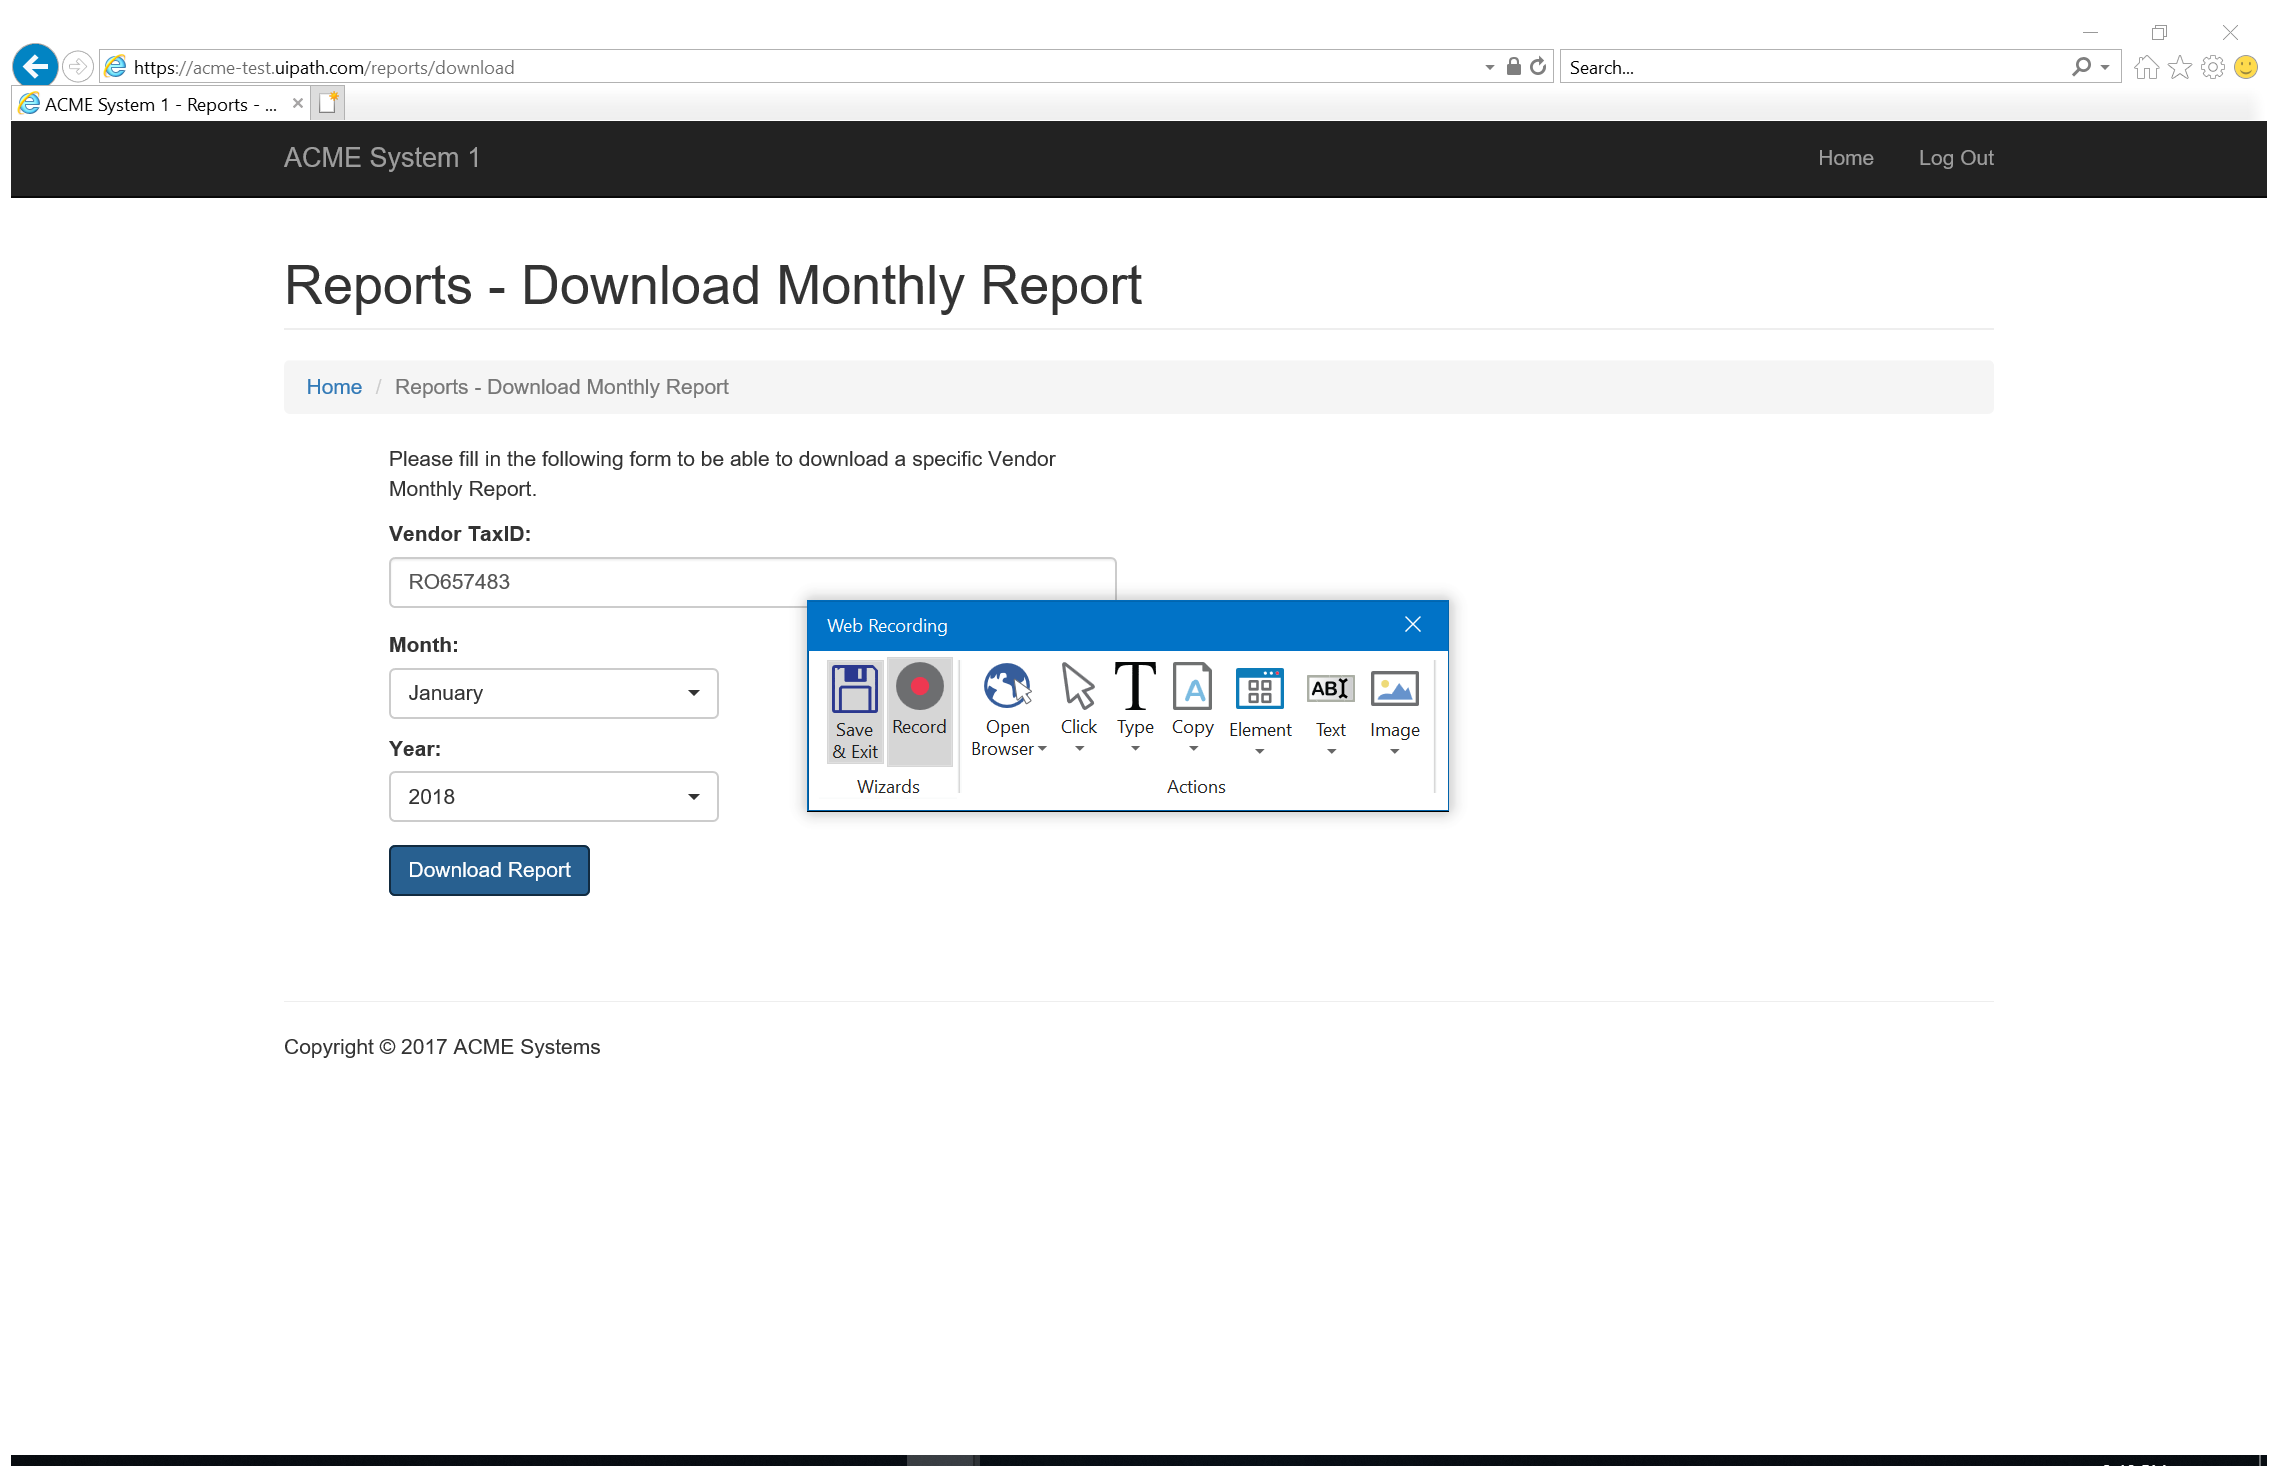 https://acme-test.uipath.com/reports/download
Search...
ACME System 1 - Reports - ...
ACME System 1
Home
Log Out
Reports - Download Monthly Report
Home / Reports - Download Monthly Report
Please fill in the following form to be able to download a specific Vendor
Monthly Report.
Vendor TaxID:
RO657483
Month:
January
Year:
2018
Download Report
Web Recording
Save
& Exit
Record
Wizards
Open
Browser
Click
Type
Copy
Element
Text
Image
Actions
Copyright © 2017 ACME Systems